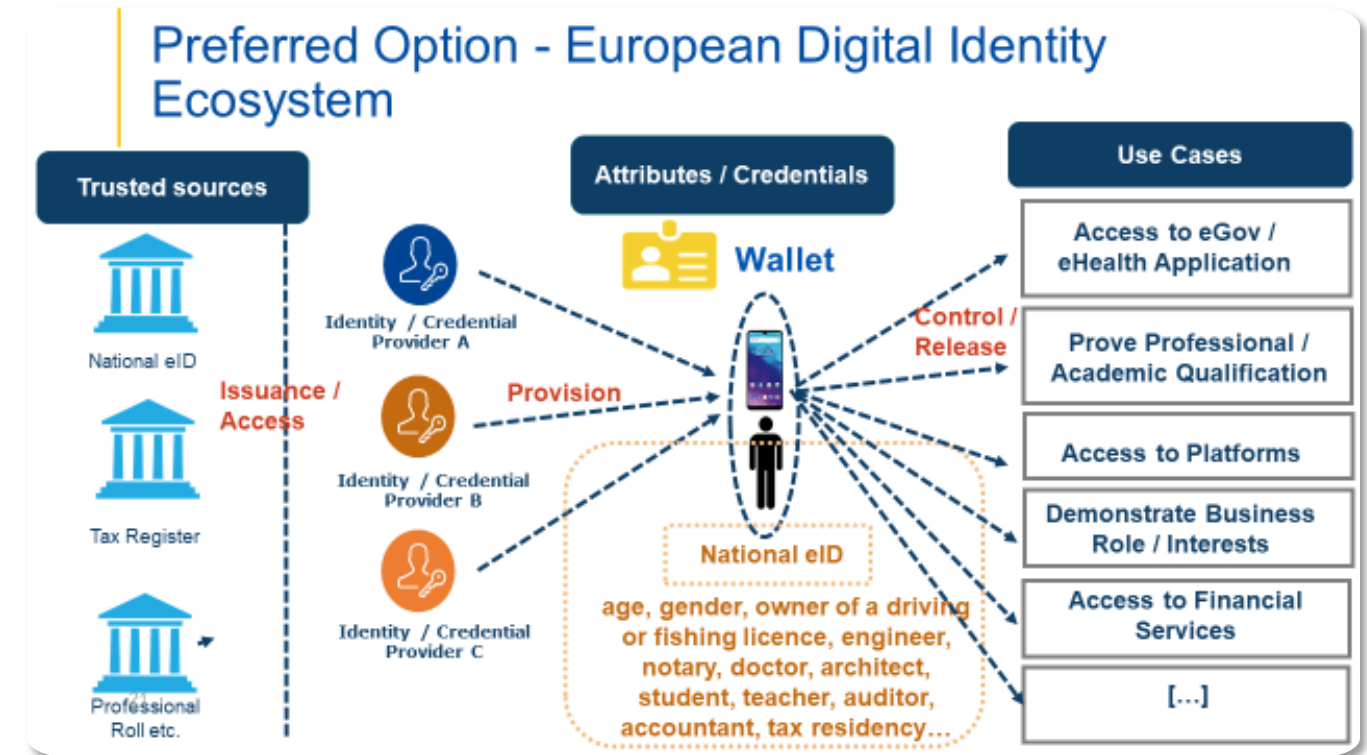 Preferred Option - European Digital Identity
Ecosystem
Trusted sources
National eID
Tax Register
21
Professional
Roll etc.
Issuance /
Access
Identity / Credential
Provider A
Identity / Credential
Provider B
Identity / Credential
Provider C
Provision
Attributes / Credentials
Wallet
National eID
age, gender, owner of a driving
or fishing licence, engineer,
notary, doctor, architect,
student, teacher, auditor,
accountant, tax residency...
Control /
Release
Use Cases
Access to eGov /
eHealth Application
Prove Professional /
Academic Qualification
Access to Platforms
Demonstrate Business
Role / Interests
Access to Financial
Services
[...]